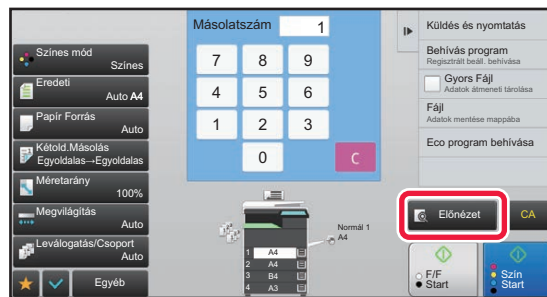 Másolatszám 1
7 8 9
4 5 6
1 2 3
0 C
Színes mód
Színes
Eredeti
Auto A4
Papír Forrás
Auto
Kétold.Másolás
Egyoldalas→Egyoldalas
Méretarány
100%
Megvilágítás
Auto
Leválogatás/Csoport
Auto
Egyéb
Normál 1
A4
1 A4
2 A4
3 B4
4 A3
Küldés és nyomtatás
Behívás program
Regisztrált beáll. behívása
Gyors Fájl
Adatok átmeneti tárolása
Fájl
Adatok mentése mappába
Eco program behívása
Előnézet
CA
F/F
Start
Szín
Start